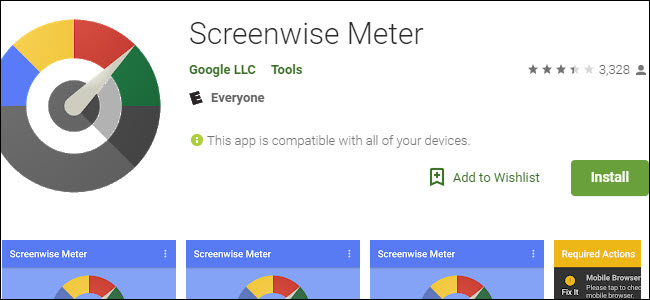 Screenwise Meter
Google LLC Tools
3,328
E Everyone
This app is compatible with all of your devices.
Add to Wishlist
Install
Screenwise Meter
Screenwise Meter
Screenwise Meter
Required Actions
Fix It
Mobile Browser
Please tap to chec
mobile browser.